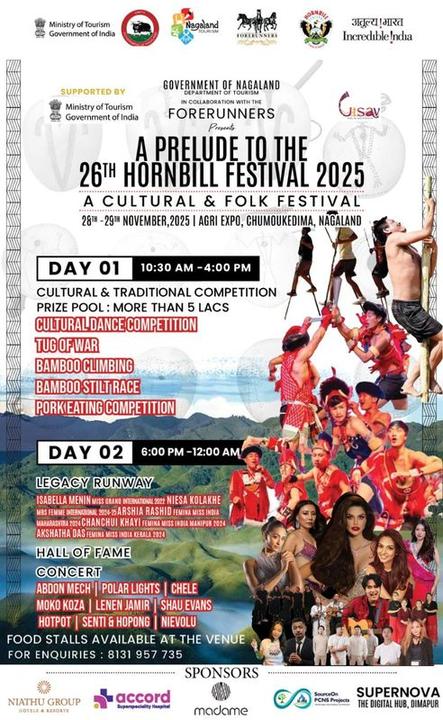 Ministry of Tourism
Government of India
Nagaland
TOURISM
FORERUNNERS
HORNBILL
अतुल्य!भारत
Incredible!ndia
SUPPORTED BY
Ministry of Tourism
Government of India
GOVERNMENT OF NAGALAND
DEPARTMENT OF TOURISM
IN COLLABORATION WITH THE
FORERUNNERS
Presents
A PRELUDE TO THE
26TH HORNBILL FESTIVAL 2025
A CULTURAL & FOLK FESTIVAL
28TH -29TH NOVEMBER,2025 | AGRI EXPO, CHUMOUKEDIMA, NAGALAND
DAY 01 10:30 AM -4:00 PM
CULTURAL & TRADITIONAL COMPETITION
PRIZE POOL : MORE THAN 5 LACS
CULTURAL DANCE COMPETITION
TUG OF WAR
BAMBOO CLIMBING
BAMBOO STILT RACE
PORK EATING COMPETITION
DAY 02 6:00 PM -12:00 AM
LEGACY RUNWAY
ISABELLA MENIN MISS GRAND INTERNATIONAL 2022 NIESA KOLAKHE
MRS FEMME INTERNATIONAL 2024-25 ARSHIA RASHID FEMINA MISS INDIA
MAHARASHTRA 2024 CHANCHUI KHAYI FEMINA MISS INDIA MANIPUR 2024
AKSHATHA DAS FEMINA MISS INDIA KERALA 2024
HALL OF FAME
CONCERT
ABDON MECH | POLAR LIGHTS | CHELE
MOKO KOZA | LENEN JAMIR | SHAU EVANS
HOTPOT | SENTI & HOPONG | NIEVOLU
FOOD STALLS AVAILABLE AT THE VENUE
FOR ENQUIRIES : 8131 957 735
SPONSORS
NIATHU GROUP
HOTELS & RESORTS
accord
Superspeciality Hospital
madame
SourceOn
PCNS Projects
SUPERNOVA
THE DIGITAL HUB, DIMAPUR